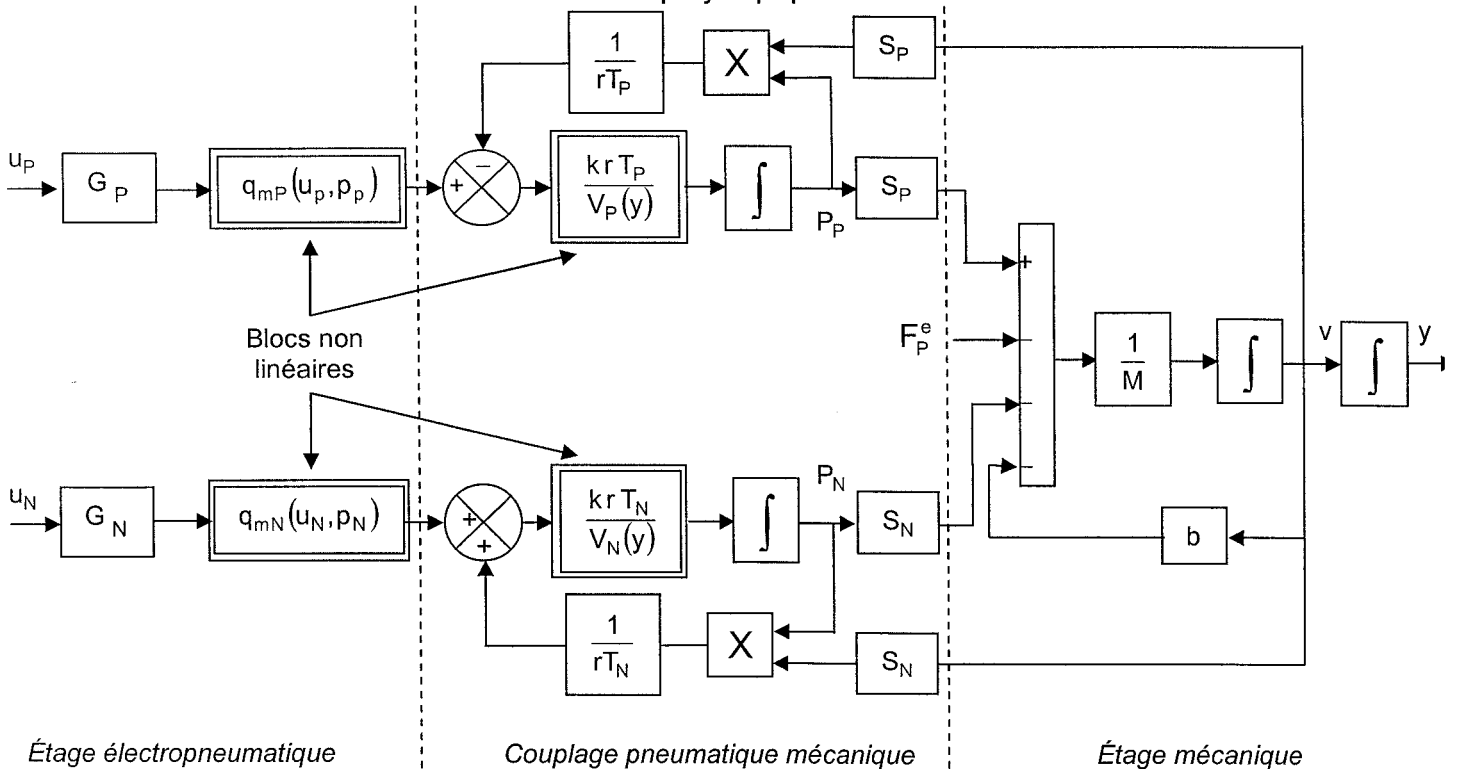 1
rT_P
X
S_P
u_P
G_P
q_mP(u_p,p_p)
+
−
k r T_P
V_P(y)
∫
P_P
S_P
+
F_P^e
−
−
−
1
M
∫
v
∫
y
Blocs non
linéaires
u_N
G_N
q_mN(u_N,p_N)
+
+
k r T_N
V_N(y)
∫
P_N
S_N
b
1
rT_N
X
S_N
Étage électropneumatique
Couplage pneumatique mécanique
Étage mécanique